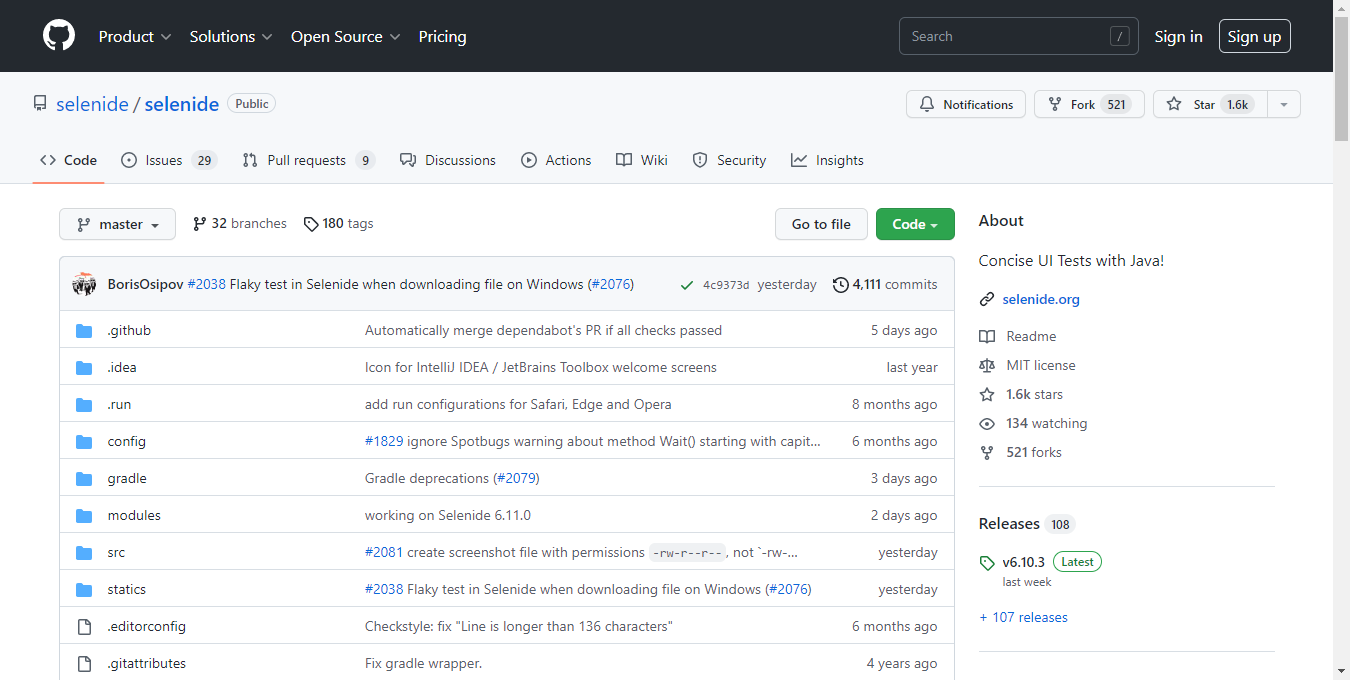 Product Solutions Open Source Pricing Search / Sign in Sign up
selenide / selenide Public Notifications Fork 521 Star 1.6k
Code Issues 29 Pull requests 9 Discussions Actions Wiki Security Insights
master 32 branches 180 tags Go to file Code
BorisOsipov #2038 Flaky test in Selenide when downloading file on Windows (#2076) 4c9373d yesterday 4,111 commits
.github Automatically merge dependabot's PR if all checks passed 5 days ago
.idea Icon for IntelliJ IDEA / JetBrains Toolbox welcome screens last year
.run add run configurations for Safari, Edge and Opera 8 months ago
config #1829 ignore Spotbugs warning about method Wait() starting with capit... 6 months ago
gradle Gradle deprecations (#2079) 3 days ago
modules working on Selenide 6.11.0 2 days ago
src #2081 create screenshot file with permissions -rw-r--r--, not `-rw-... yesterday
statics #2038 Flaky test in Selenide when downloading file on Windows (#2076) yesterday
.editorconfig Checkstyle: fix "Line is longer than 136 characters" 6 months ago
.gitattributes Fix gradle wrapper. 4 years ago
About
Concise UI Tests with Java!
selenide.org
Readme
MIT license
1.6k stars
134 watching
521 forks
Releases 108
v6.10.3 Latest
last week
+ 107 releases